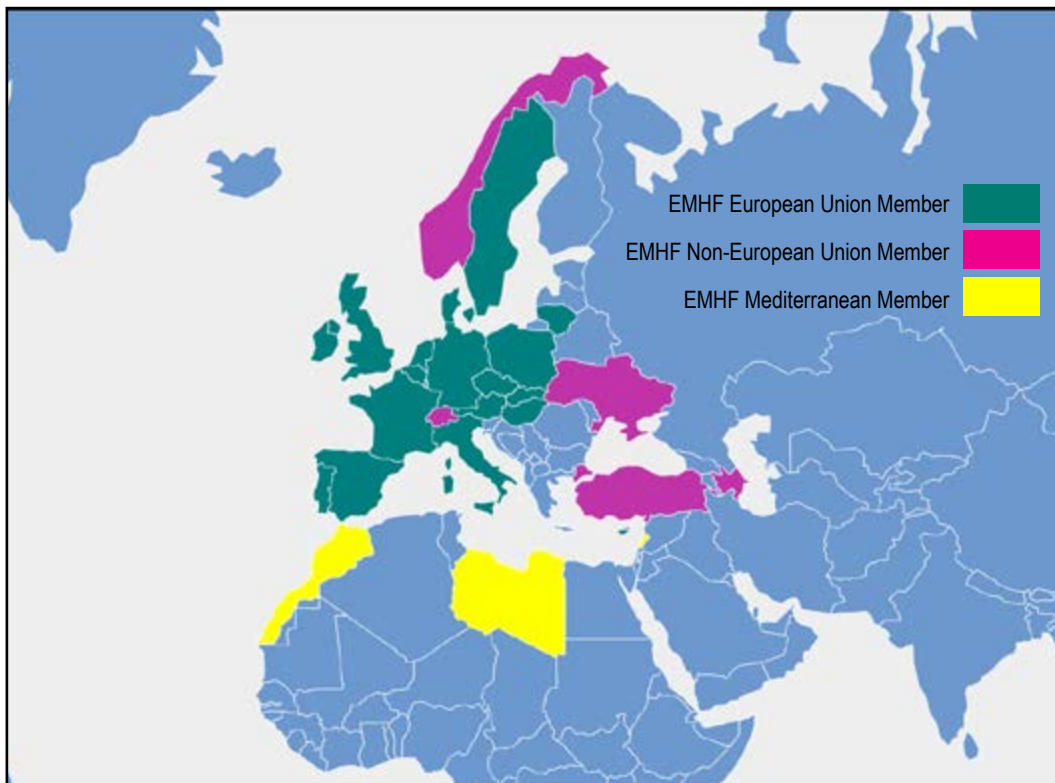 EMHF European Union Member
EMHF Non-European Union Member
EMHF Mediterranean Member